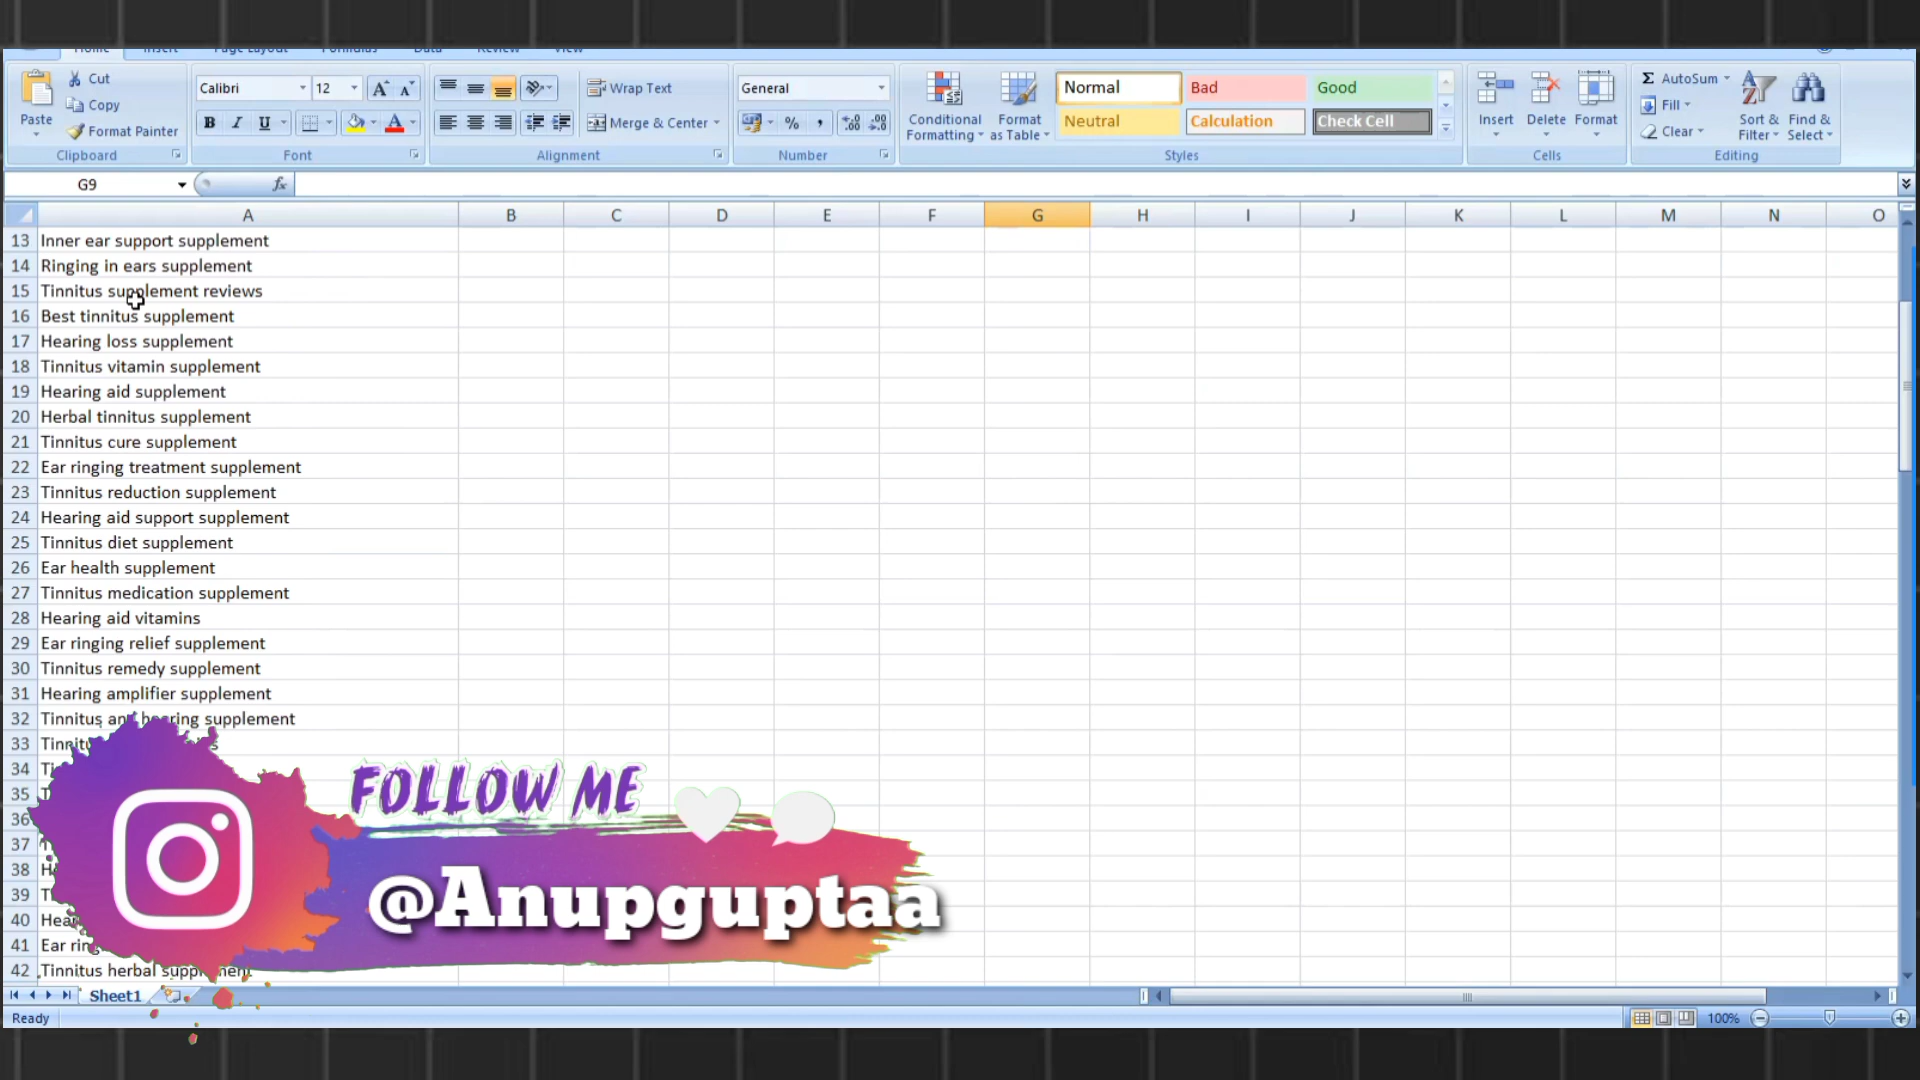 Home Insert Page Layout Formulas Data Review View
Cut
Copy
Format Painter
Paste
Clipboard
Calibri 12
B I U
Font
Wrap Text
Merge & Center
Alignment
General
% ,
Number
Conditional Formatting
Format as Table
Normal Bad Good
Neutral Calculation Check Cell
Styles
Insert Delete Format
Cells
Σ AutoSum
Fill
Clear
Sort & Filter
Find & Select
Editing
G9 fx
A B C D E F G H I J K L M N O
13 Inner ear support supplement
14 Ringing in ears supplement
15 Tinnitus supplement reviews
16 Best tinnitus supplement
17 Hearing loss supplement
18 Tinnitus vitamin supplement
19 Hearing aid supplement
20 Herbal tinnitus supplement
21 Tinnitus cure supplement
22 Ear ringing treatment supplement
23 Tinnitus reduction supplement
24 Hearing aid support supplement
25 Tinnitus diet supplement
26 Ear health supplement
27 Tinnitus medication supplement
28 Hearing aid vitamins
29 Ear ringing relief supplement
30 Tinnitus remedy supplement
31 Hearing amplifier supplement
32 Tinnitus and hearing supplement
33
34
35
36
37
38
39
40
41 Ear
42 Tinnitus herbal supplement
FOLLOW ME
@Anupguptaa
Sheet1
Ready
100%